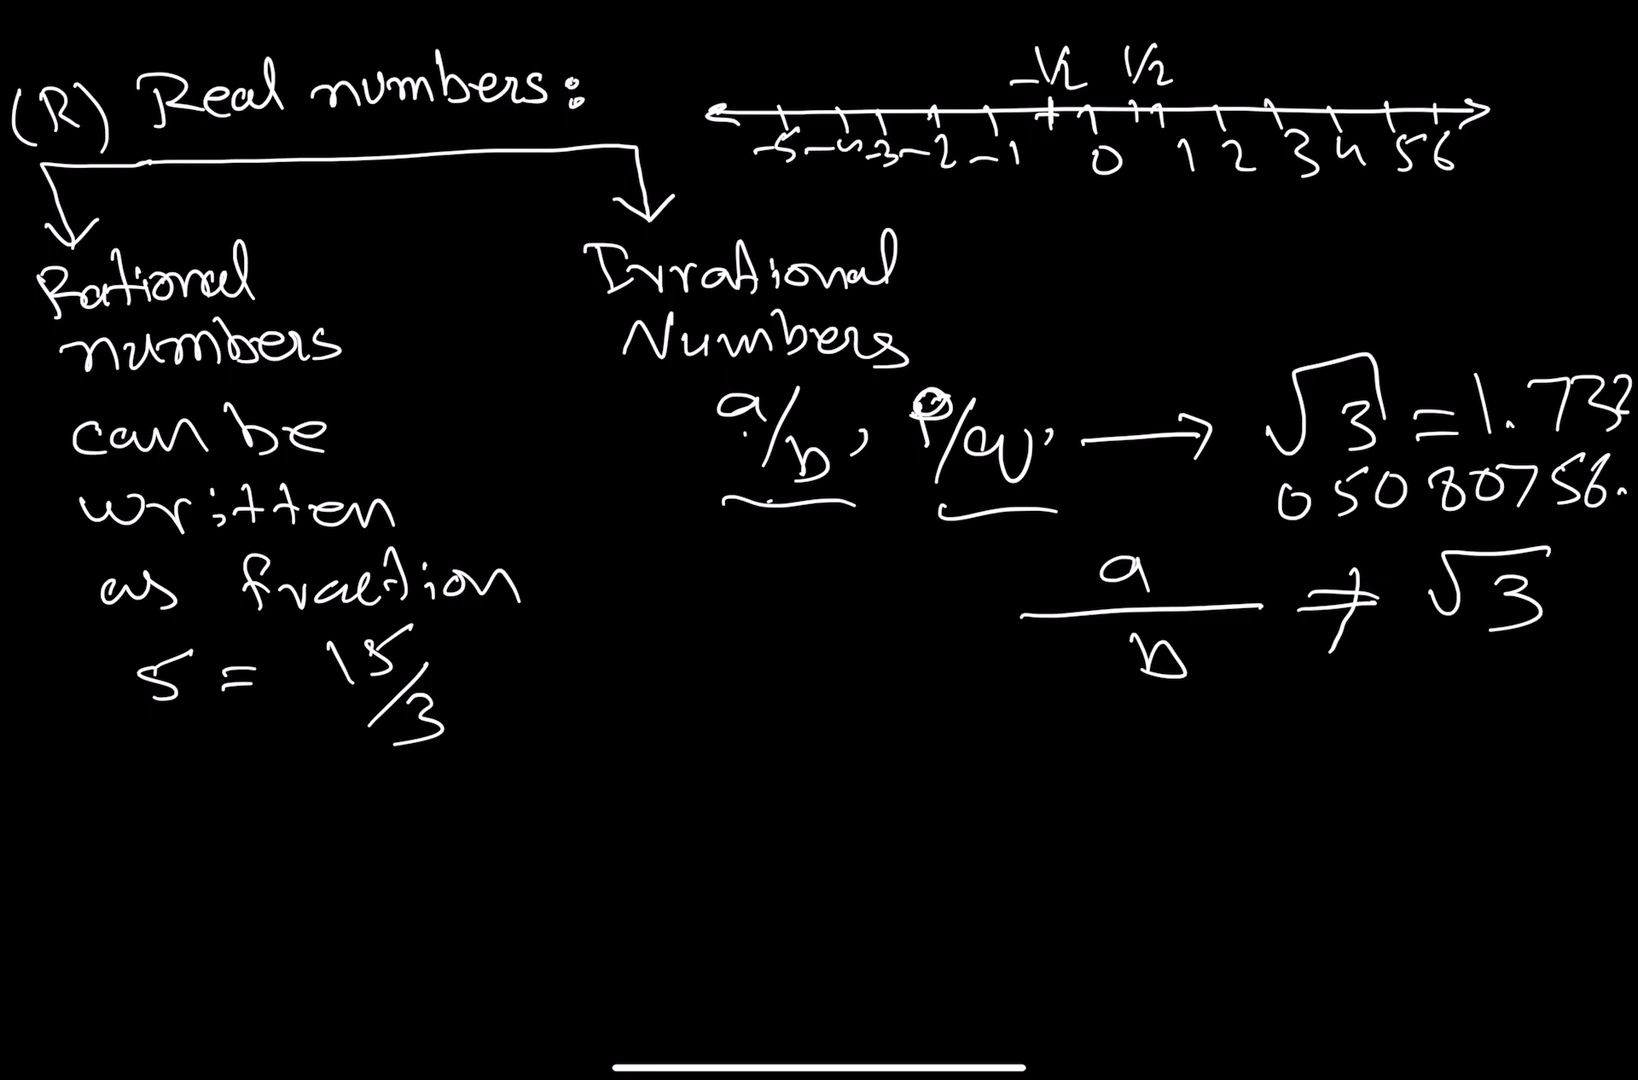 (R) Real numbers:
-1/2 1/2
-5 -4 -3 -2 -1 0 1 2 3 4 5 6
Rational
numbers
can be
written
as fraction
5 = 15/3
Irrational
Numbers
a/b, P/q, → √3 = 1.732
05080756.
a/b ≠ √3